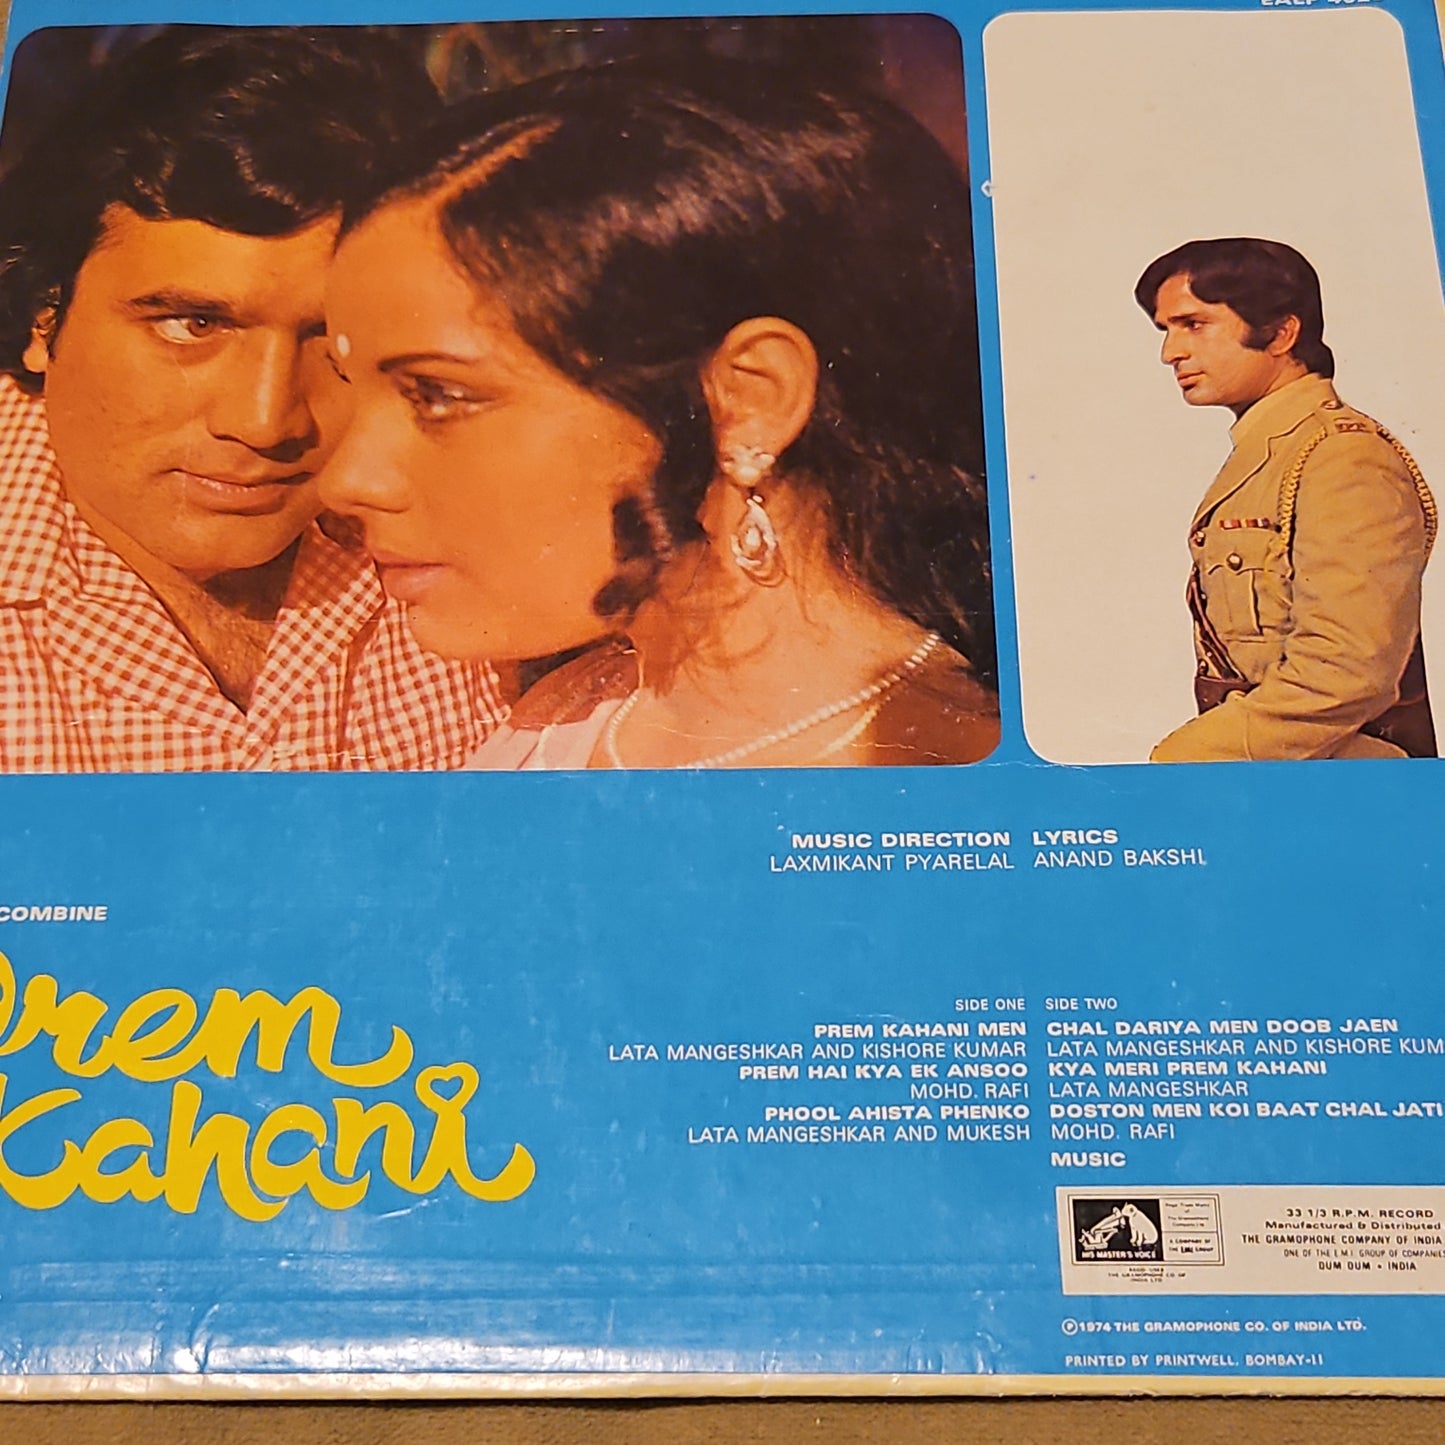 EALP
MUSIC DIRECTION
LAXMIKANT PYARELAL
LYRICS
ANAND BAKSHI
COMBINE
Prem
Kahani
SIDE ONE
PREM KAHANI MEN
LATA MANGESHKAR AND KISHORE KUMAR
PREM HAI KYA EK ANSOO
MOHD. RAFI
PHOOL AHISTA PHENKO
LATA MANGESHKAR AND MUKESH
SIDE TWO
CHAL DARIYA MEN DOOB JAEN
LATA MANGESHKAR AND KISHORE KUM
KYA MERI PREM KAHANI
LATA MANGESHKAR
DOSTON MEN KOI BAAT CHAL JATI
MOHD. RAFI
MUSIC
HIS MASTER'S VOICE
33 1/3 R.P.M. RECORD
Manufactured & Distributed
THE GRAMOPHONE COMPANY OF INDIA
ONE OF THE E.M.I. GROUP OF COMPANIES
DUM DUM • INDIA
℗1974 THE GRAMOPHONE CO. OF INDIA LTD.
PRINTED BY PRINTWELL, BOMBAY-11